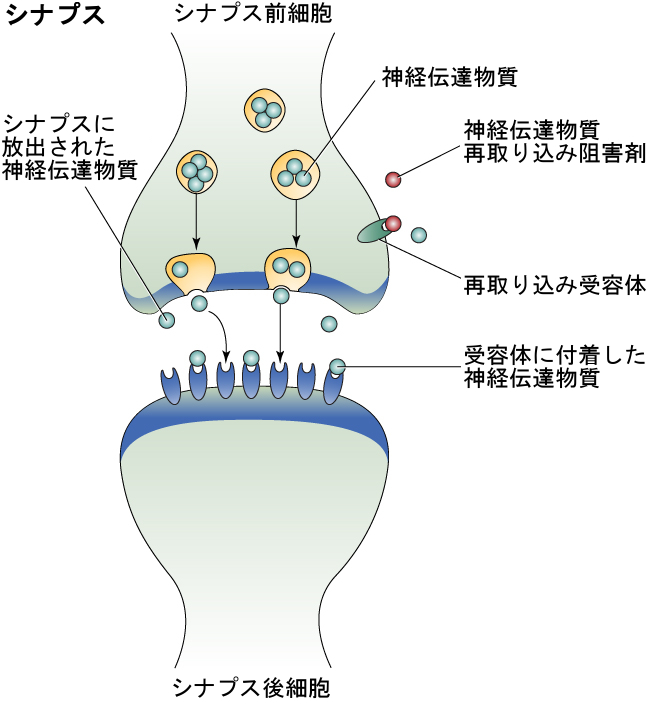 シナプス
シナプス前細胞
神経伝達物質
シナプスに
放出された
神経伝達物質
神経伝達物質
再取り込み阻害剤
再取り込み受容体
受容体に付着した
神経伝達物質
シナプス後細胞